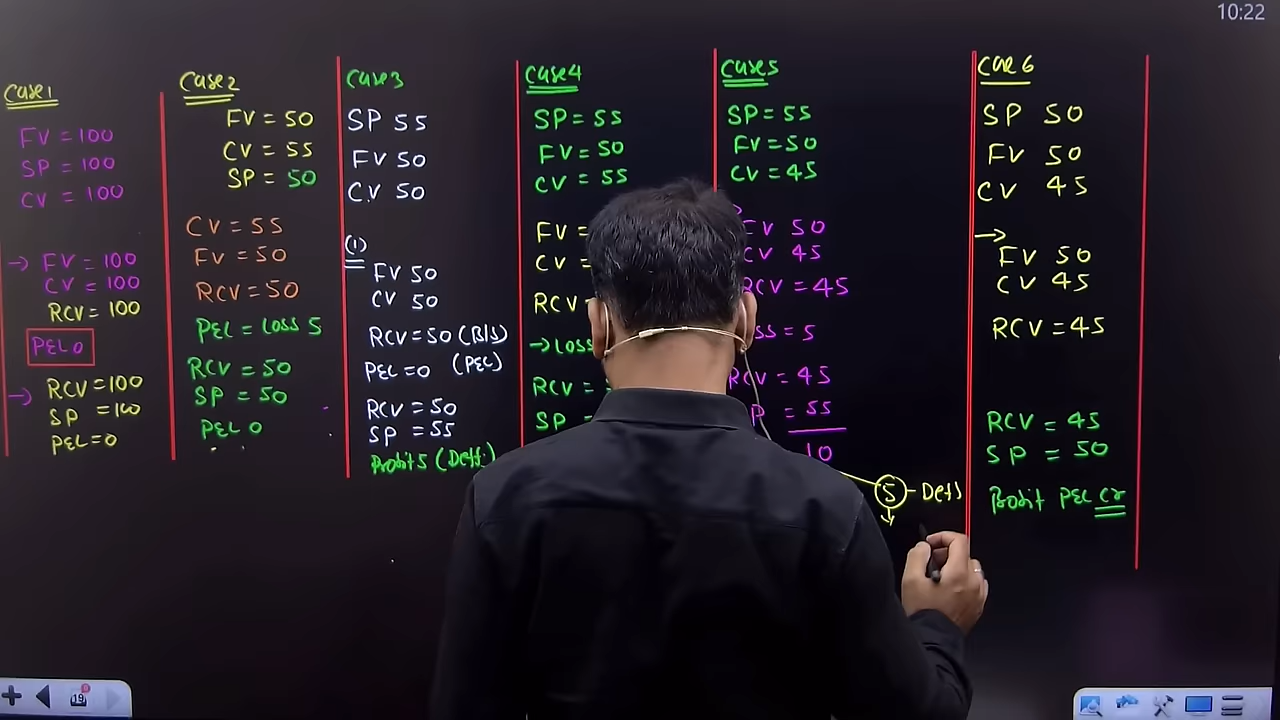 10:22
Case1
FV = 100
SP = 100
CV = 100
→ FV = 100
CV = 100
RCV = 100
P&L 0
→ RCV = 100
SP = 100
P&L = 0
Case2
FV = 50
CV = 55
SP = 50
CV = 55
FV = 50
RCV = 50
P&L = Loss 5
RCV = 50
SP = 50
P&L 0
Case3
SP 55
FV 50
CV 50
(1)
FV 50
CV 50
RCV = 50 (B/S)
P&L = 0 (P&L)
RCV = 50
SP = 55
Profit 5 (Deff.)
Case4
SP = 55
FV = 50
CV = 55
FV =
CV =
RCV
→ Loss
RCV =
SP
Case5
SP = 55
FV = 50
CV = 45
FV 50
CV 45
RCV = 45
= 5
RCV = 45
= 55
10
5 - Deff
Case 6
SP 50
FV 50
CV 45
→
FV 50
CV 45
RCV = 45
RCV = 45
SP = 50
Profit P&L Cr
19